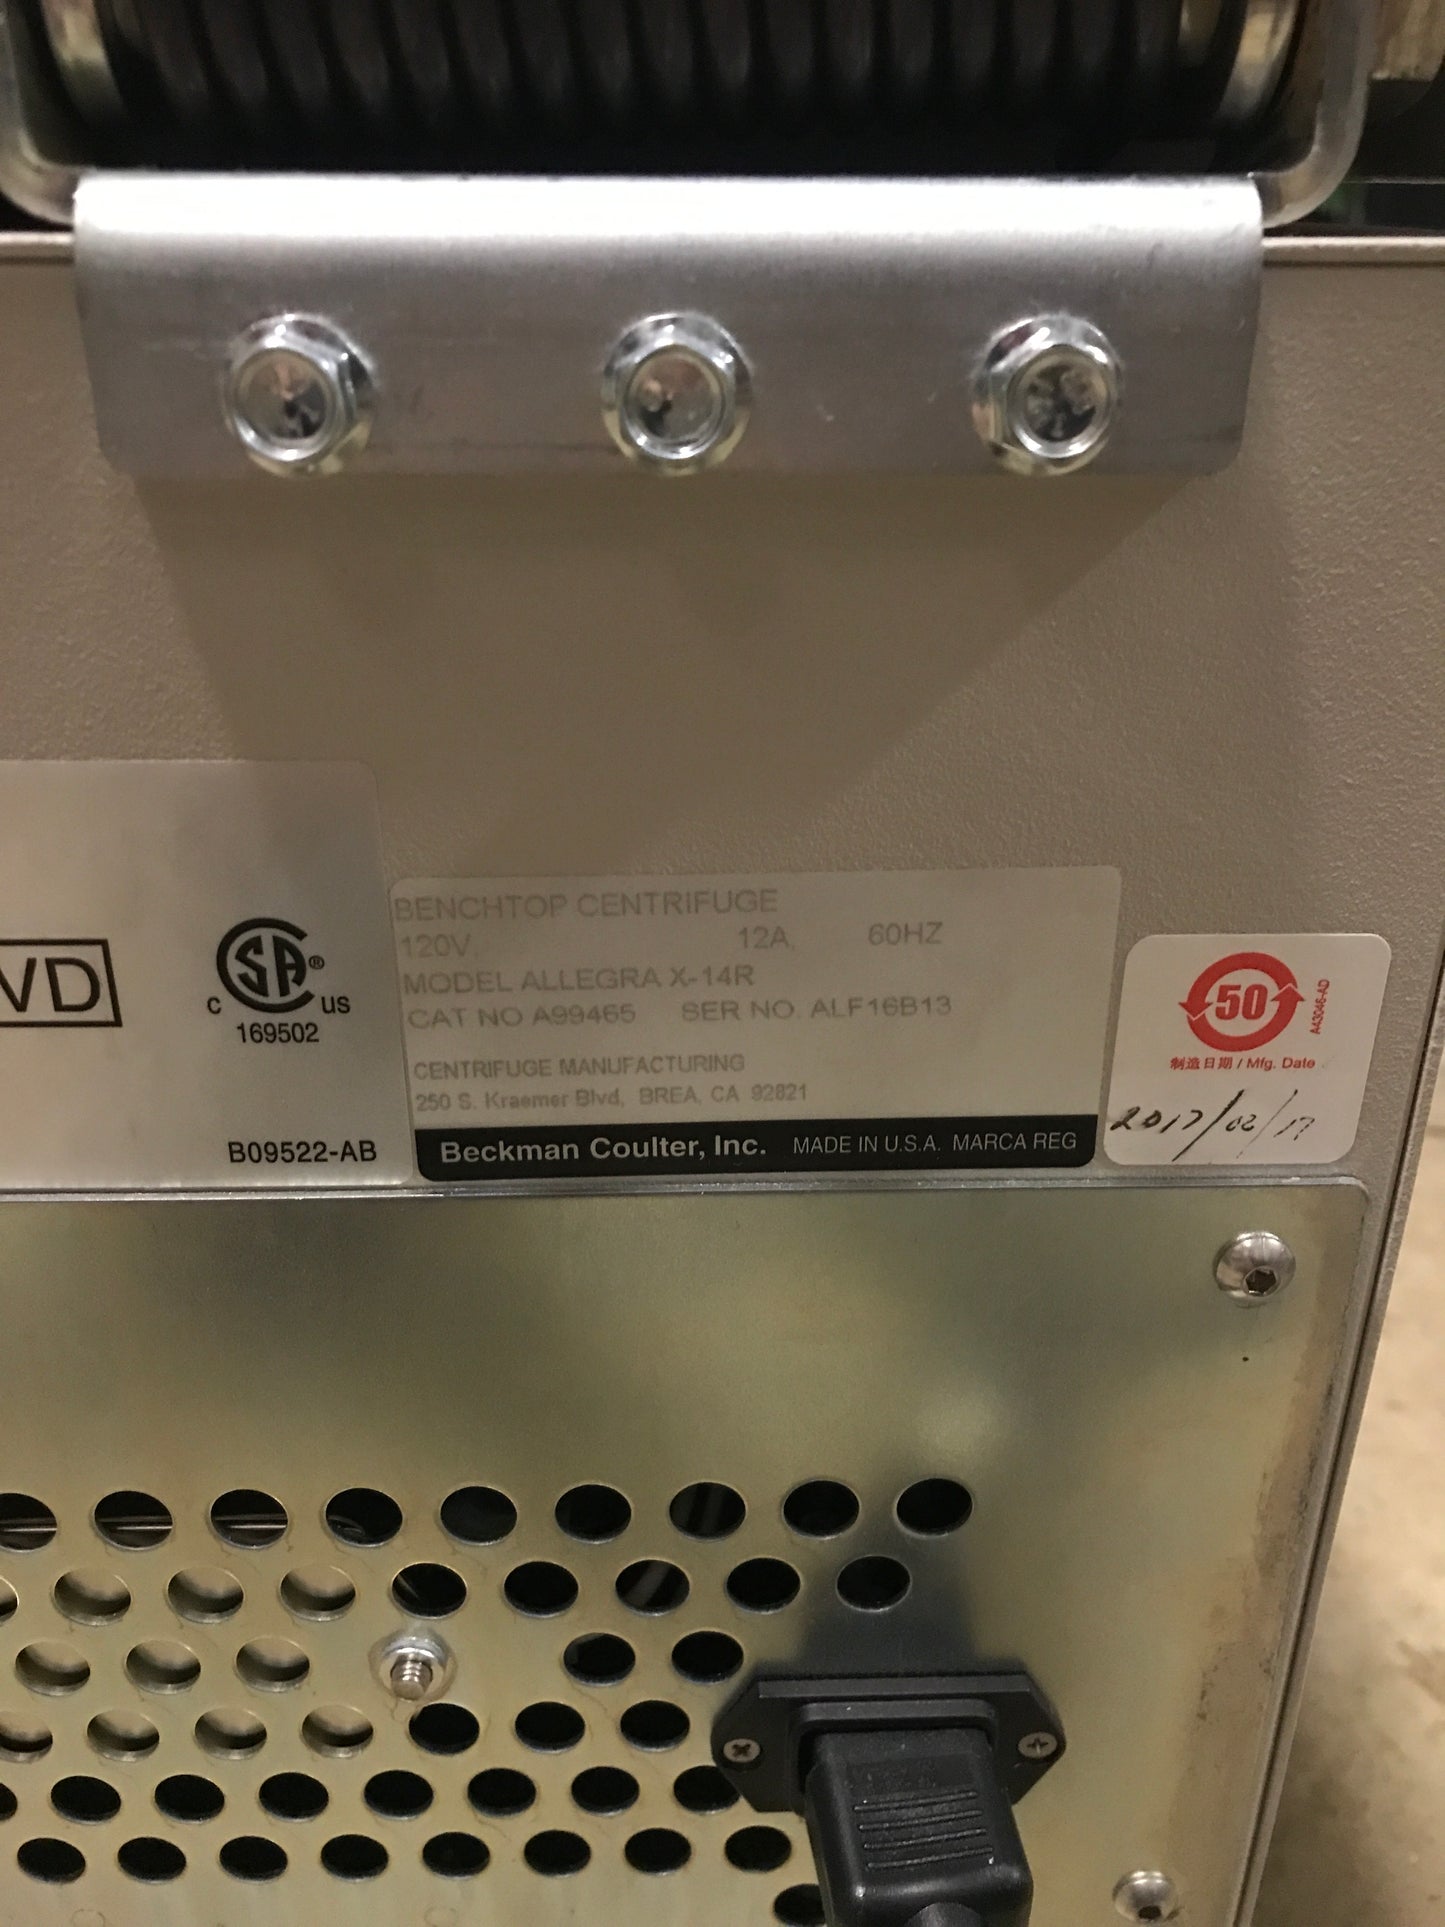 VD
CSA®
c us
169502
B09522-AB
BENCHTOP CENTRIFUGE
120V, 12A, 60HZ
MODEL ALLEGRA X-14R
CAT NO A99465 SER NO. ALF16B13
CENTRIFUGE MANUFACTURING
250 S. Kraemer Blvd, BREA, CA 92821
Beckman Coulter, Inc. MADE IN U.S.A. MARCA REG
50
A43046-AD
制造日期 / Mfg. Date
2017/02/17